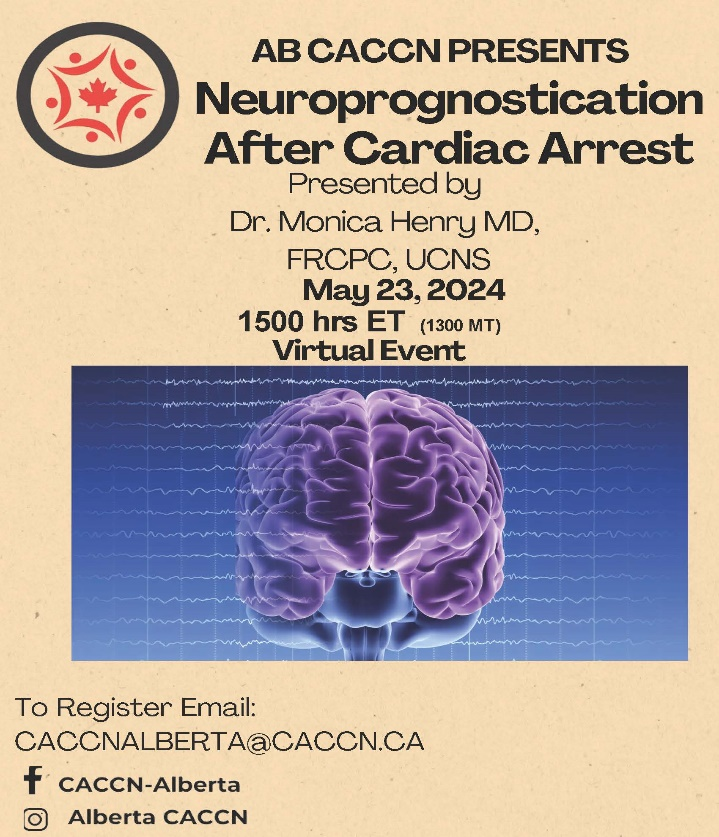 AB CACCN PRESENTS
Neuroprognostication
After Cardiac Arrest
Presented by
Dr. Monica Henry MD,
FRCPC, UCNS
May 23, 2024
1500 hrs ET (1300 MT)
Virtual Event
To Register Email:
CACCNALBERTA@CACCN.CA
CACCN-Alberta
Alberta CACCN